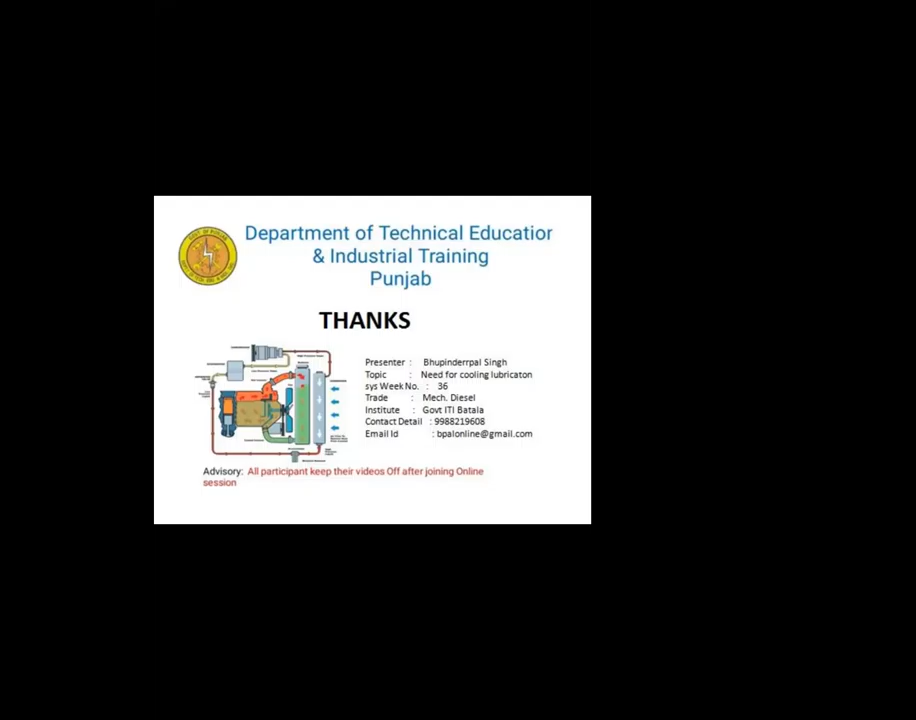 Department of Technical Education
& Industrial Training
Punjab
THANKS
Presenter : Bhupinderrpal Singh
Topic : Need for cooling lubricaton
sys Week No. : 36
Trade : Mech. Diesel
Institute : Govt ITI Batala
Contact Detail : 9988219608
Email Id : bpalonline@gmail.com
Advisory: All participant keep their videos Off after joining Online
session